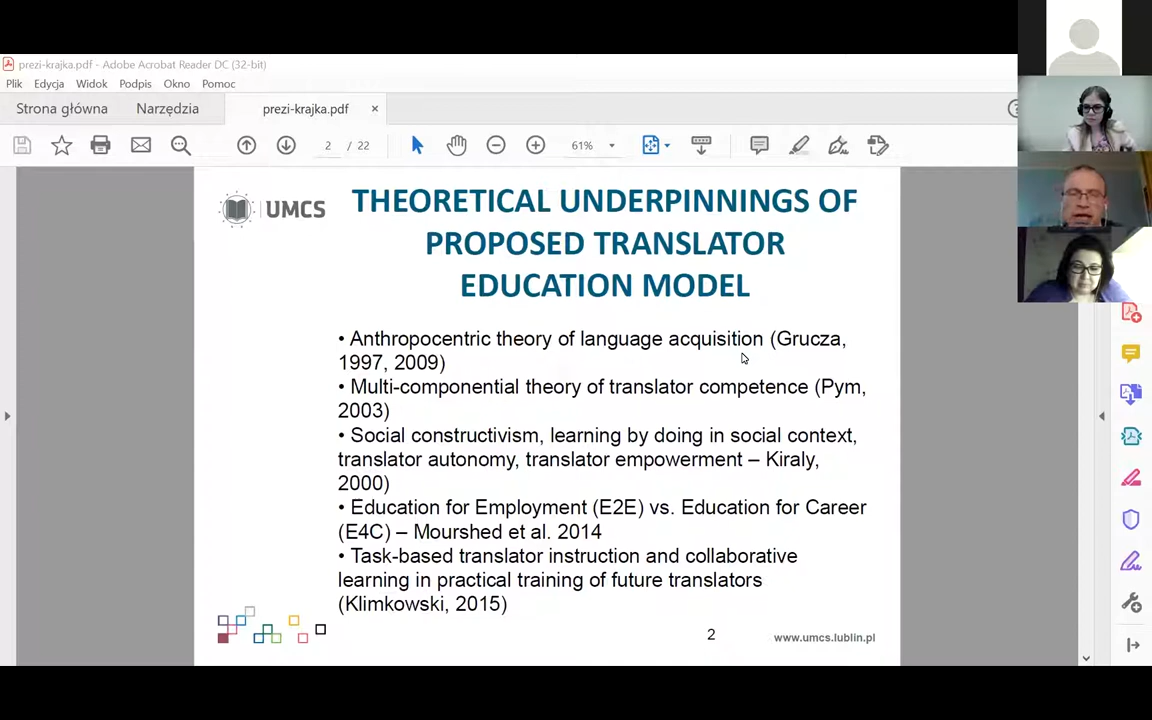 prezi-krajka.pdf - Adobe Acrobat Reader DC (32-bit)
Plik Edycja Widok Podpis Okno Pomoc
Strona główna Narzędzia prezi-krajka.pdf ×
2 / 22 61%
UMCS
THEORETICAL UNDERPINNINGS OF
PROPOSED TRANSLATOR
EDUCATION MODEL
• Anthropocentric theory of language acquisition (Grucza,
1997, 2009)
• Multi-componential theory of translator competence (Pym,
2003)
• Social constructivism, learning by doing in social context,
translator autonomy, translator empowerment – Kiraly,
2000)
• Education for Employment (E2E) vs. Education for Career
(E4C) – Mourshed et al. 2014
• Task-based translator instruction and collaborative
learning in practical training of future translators
(Klimkowski, 2015)
2
www.umcs.lublin.pl